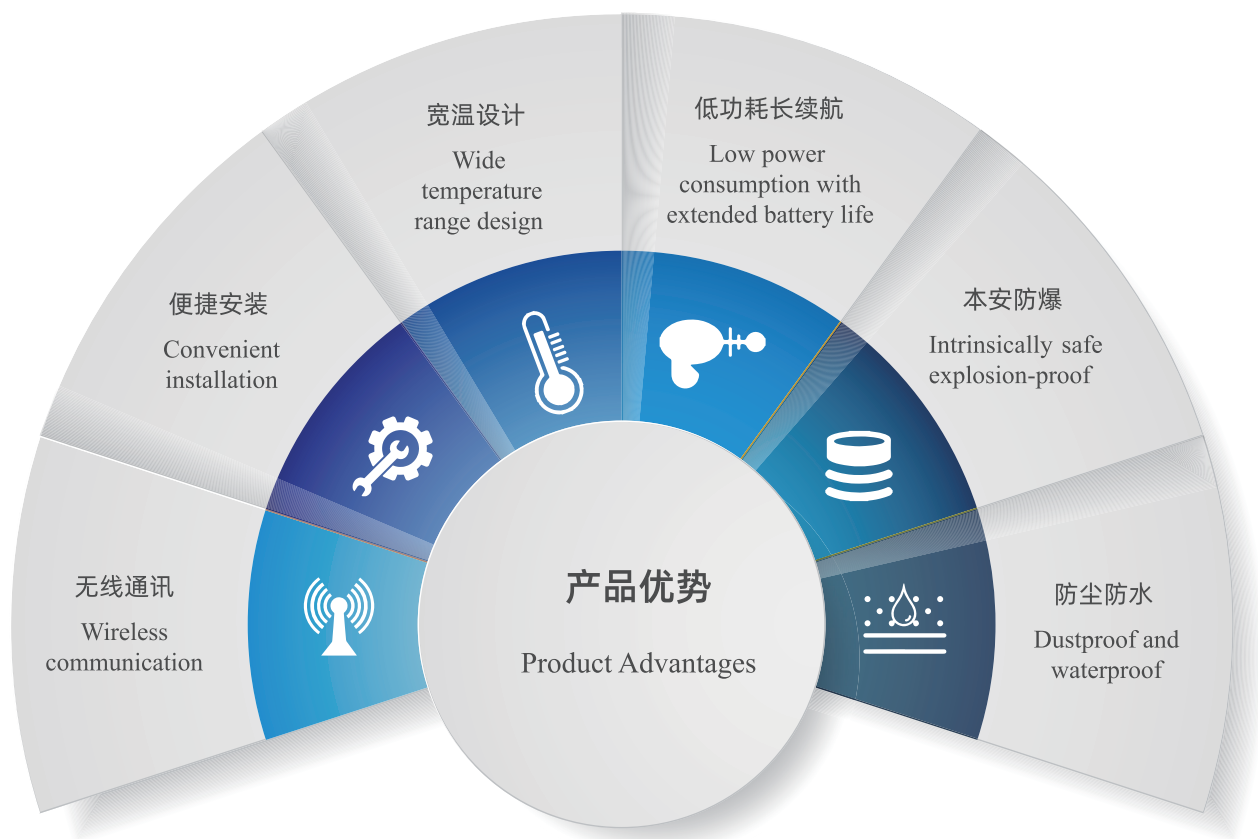 无线通讯
Wireless
communication
便捷安装
Convenient
installation
宽温设计
Wide
temperature
range design
低功耗长续航
Low power
consumption with
extended battery life
本安防爆
Intrinsically safe
explosion-proof
防尘防水
Dustproof and
waterproof
产品优势
Product Advantages